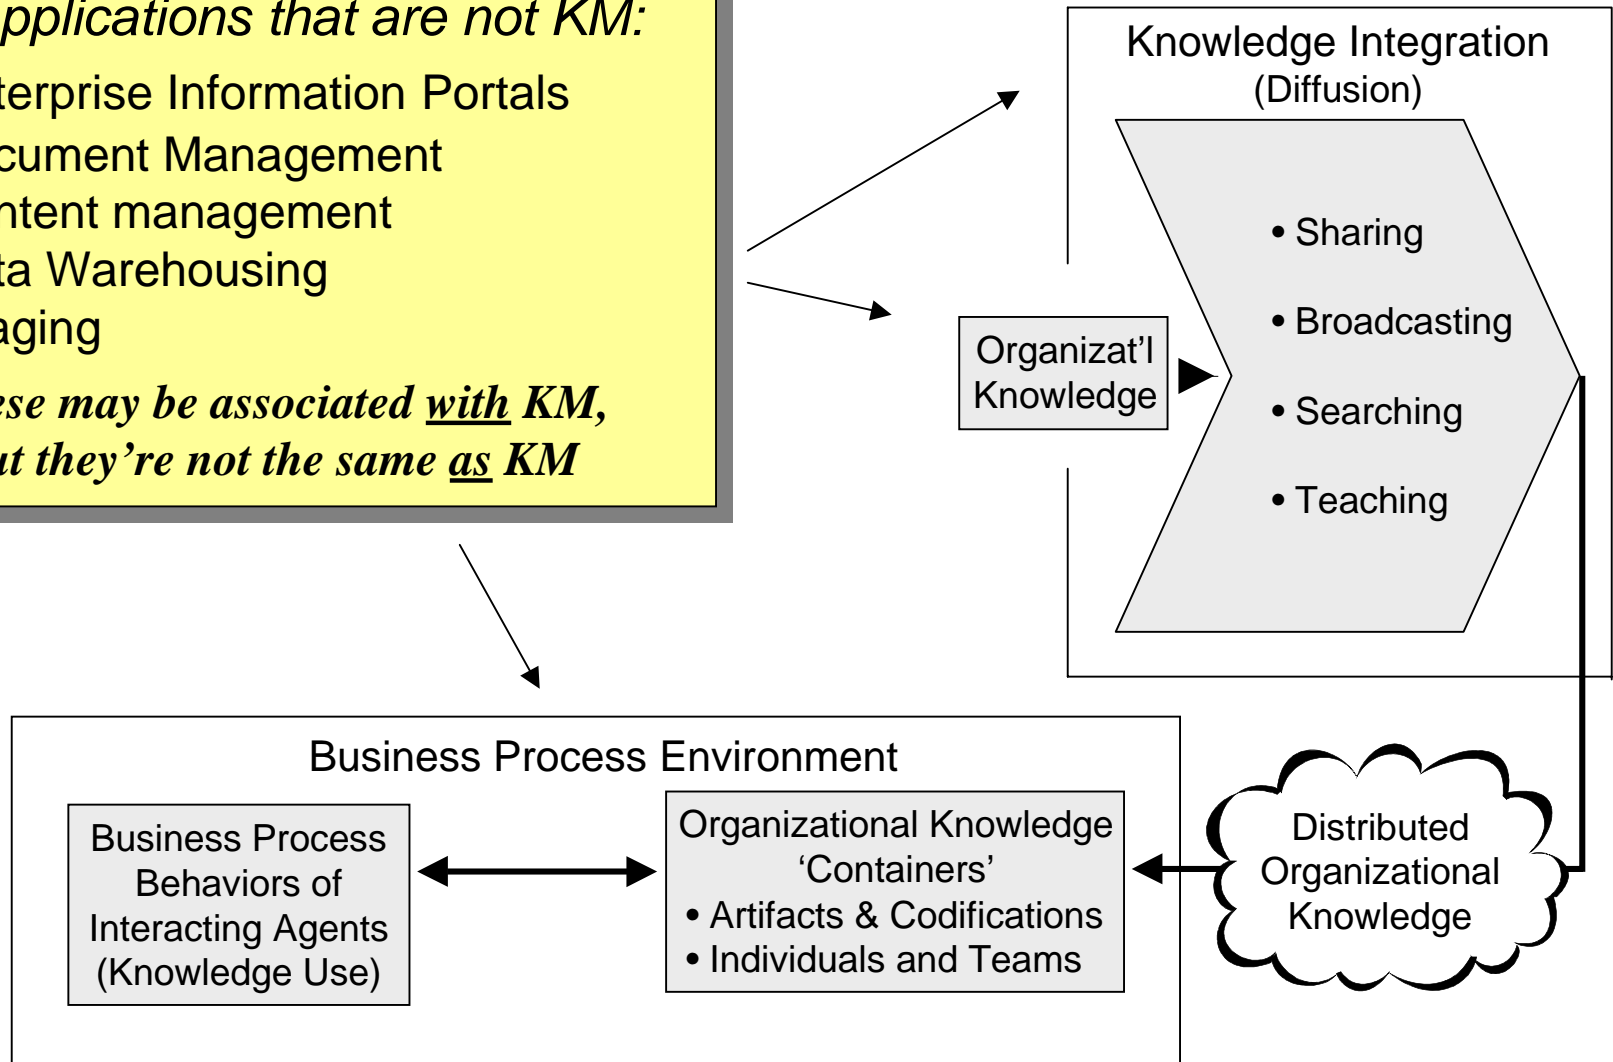 pplications that are not KM:
terprise Information Portals
cument Management
ntent management
ta Warehousing
aging
ese may be associated with KM,
ut they’re not the same as KM
Knowledge Integration
(Diffusion)
• Sharing
• Broadcasting
• Searching
• Teaching
Organizat’l
Knowledge
Business Process Environment
Business Process
Behaviors of
Interacting Agents
(Knowledge Use)
Organizational Knowledge
‘Containers’
• Artifacts & Codifications
• Individuals and Teams
Distributed
Organizational
Knowledge